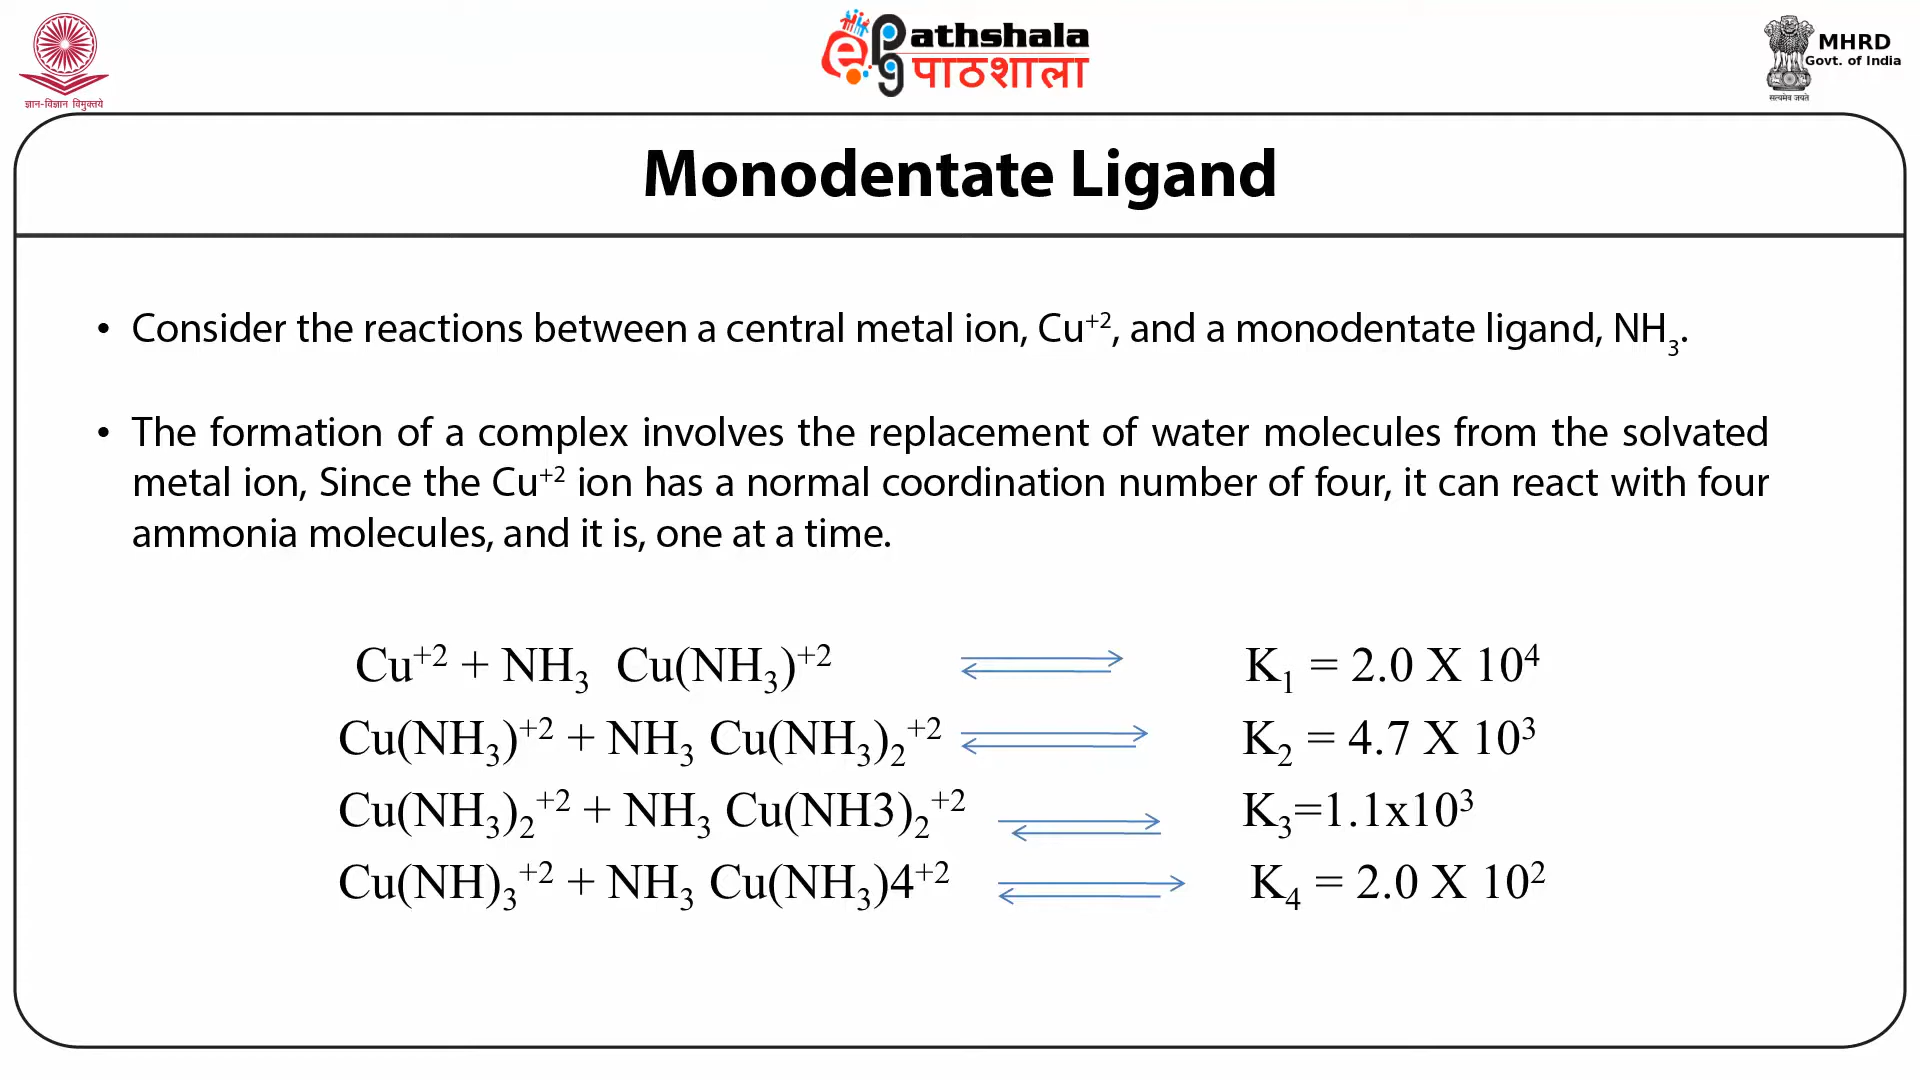 ज्ञान-विज्ञान विमुक्तये
ePathshala
पाठशाला
MHRD
Govt. of India
सत्यमेव जयते
Monodentate Ligand
• Consider the reactions between a central metal ion, Cu⁺², and a monodentate ligand, NH₃.
• The formation of a complex involves the replacement of water molecules from the solvated
metal ion, Since the Cu⁺² ion has a normal coordination number of four, it can react with four
ammonia molecules, and it is, one at a time.
Cu⁺² + NH₃ Cu(NH₃)⁺² ⇌ K₁ = 2.0 X 10⁴
Cu(NH₃)⁺² + NH₃ Cu(NH₃)₂⁺² ⇌ K₂ = 4.7 X 10³
Cu(NH₃)₂⁺² + NH₃ Cu(NH3)₂⁺² ⇌ K₃=1.1x10³
Cu(NH)₃⁺² + NH₃ Cu(NH₃)4⁺² ⇌ K₄ = 2.0 X 10²